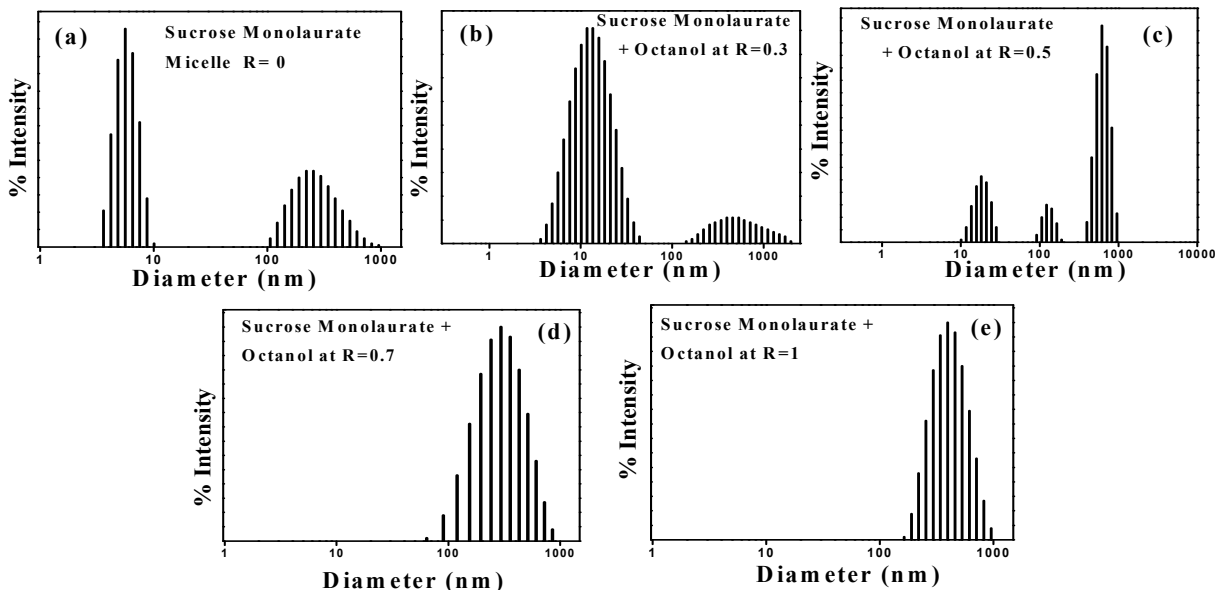 (a)
Sucrose Monolaurate
Micelle R= 0
% Intensity
1
10
100
1000
Diameter (nm)
(b)
Sucrose Monolaurate
+ Octanol at R=0.3
% Intensity
1
10
100
1000
Diameter (nm)
Sucrose Monolaurate
+ Octanol at R=0.5
(c)
% Intensity
1
10
100
1000
10000
Diameter (nm)
Sucrose Monolaurate +
Octanol at R=0.7
(d)
% Intensity
1
10
100
1000
Diameter (nm)
Sucrose Monolaurate +
Octanol at R=1
(e)
% Intensity
1
10
100
1000
Diameter (nm)